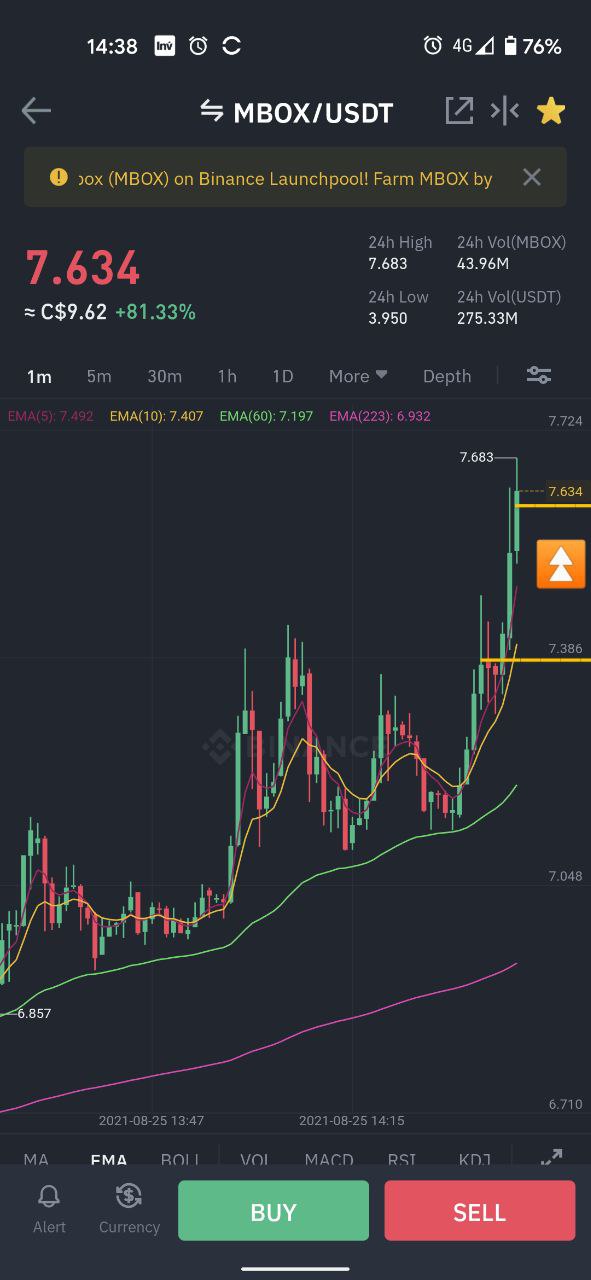 14:38 Inv 4G 76%
MBOX/USDT
box (MBOX) on Binance Launchpool! Farm MBOX by
7.634
≈ C$9.62 +81.33%
24h High 24h Vol(MBOX)
7.683 43.96M
24h Low 24h Vol(USDT)
3.950 275.33M
1m 5m 30m 1h 1D More Depth
EMA(5): 7.492 EMA(10): 7.407 EMA(60): 7.197 EMA(223): 6.932
7.724
7.683
7.634
7.386
BINANCE
7.048
6.857
6.710
2021-08-25 13:47 2021-08-25 14:15
MA EMA BOLL VOL MACD RSI KDJ
Alert Currency BUY SELL